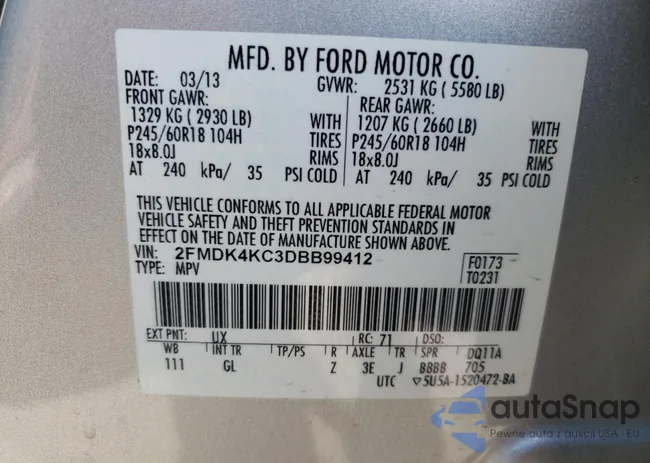 MFD. BY FORD MOTOR CO.
DATE: 03/13 GVWR: 2531 KG ( 5580 LB)
FRONT GAWR: REAR GAWR:
1329 KG ( 2930 LB) WITH 1207 KG ( 2660 LB) WITH
P245/60R18 104H TIRES P245/60R18 104H TIRES
18x8.0J RIMS 18x8.0J RIMS
AT 240 kPa/ 35 PSI COLD AT 240 kPa/ 35 PSI COLD
THIS VEHICLE CONFORMS TO ALL APPLICABLE FEDERAL MOTOR
VEHICLE SAFETY AND THEFT PREVENTION STANDARDS IN
EFFECT ON THE DATE OF MANUFACTURE SHOWN ABOVE.
VIN: 2FMDK4KC3DBB99412 F0173
TYPE: MPV T0231
EXT PNT: UX RC: 71 DSO:
WB INT TR TP/PS R AXLE TR SPR DQ11A
111 GL Z 3E J BBBB 705
UTC ▽5U5A-1520472-BA
autoSnap
Pewne auta z aukcji USA i EU